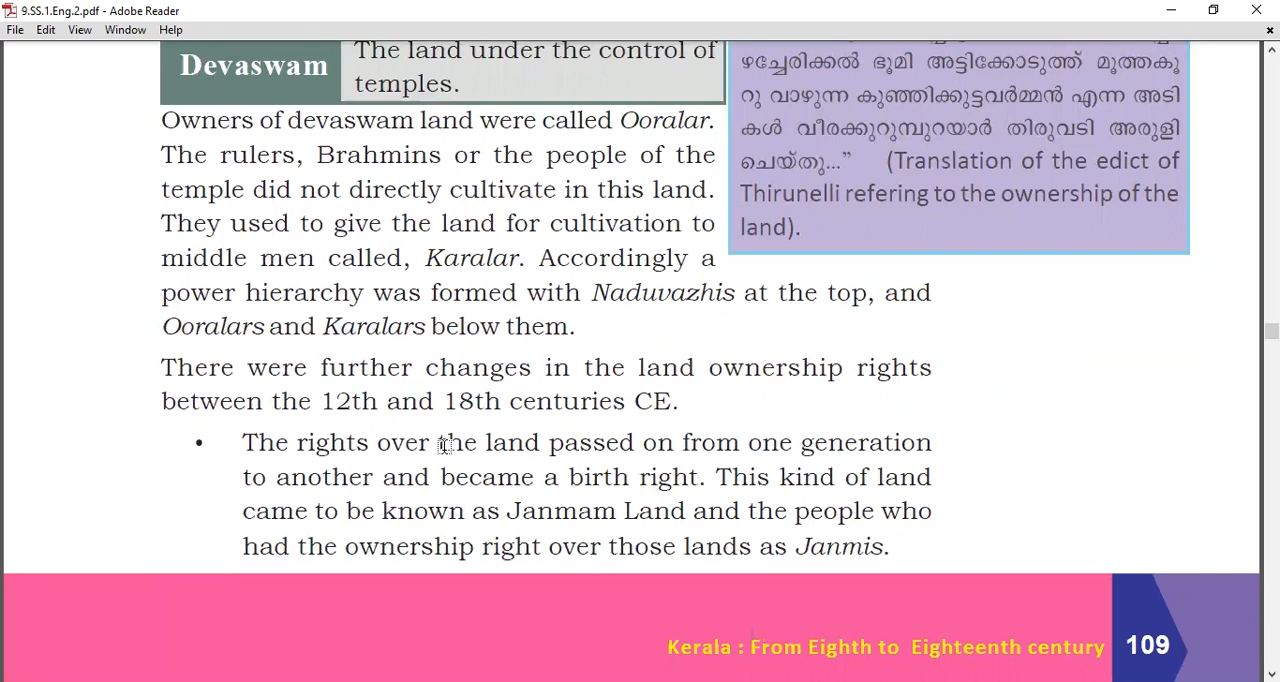 9.SS.1.Eng.2.pdf - Adobe Reader
File Edit View Window Help
Devaswam
The land under the control of
temples.
Owners of devaswam land were called Ooralar.
The rulers, Brahmins or the people of the
temple did not directly cultivate in this land.
They used to give the land for cultivation to
middle men called, Karalar. Accordingly a
power hierarchy was formed with Naduvazhis at the top, and
Ooralars and Karalars below them.
ഴച്ചേരിക്കൽ ഭൂമി അട്ടിക്കോടുത്ത് മൂത്തകൂ
റു വാഴുന്ന കുഞ്ഞിക്കുട്ടവർമ്മൻ എന്ന അടി
കൾ വീരക്കുറുമ്പുറയാർ തിരുവടി അരുളി
ചെയ്തു..." (Translation of the edict of
Thirunelli refering to the ownership of the
land).
There were further changes in the land ownership rights
between the 12th and 18th centuries CE.
• The rights over the land passed on from one generation
to another and became a birth right. This kind of land
came to be known as Janmam Land and the people who
had the ownership right over those lands as Janmis.
Kerala : From Eighth to Eighteenth century
109